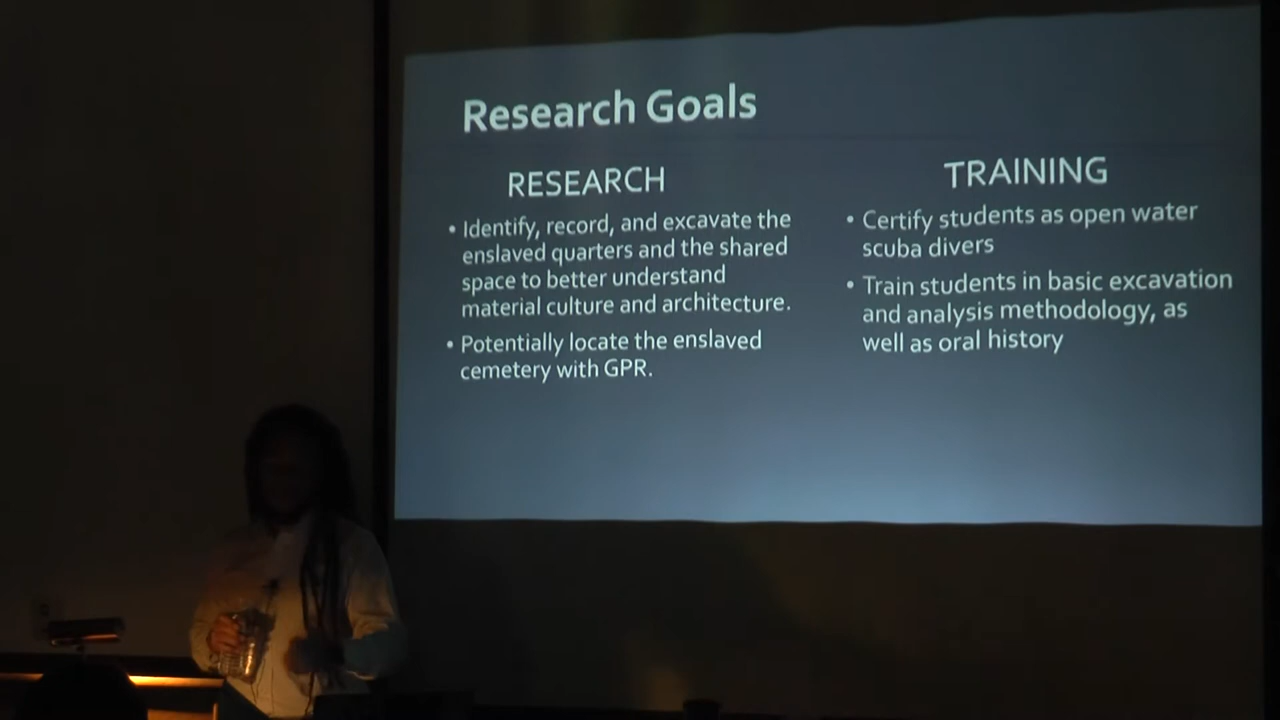 Research Goals
RESEARCH
• Identify, record, and excavate the
enslaved quarters and the shared
space to better understand
material culture and architecture.
• Potentially locate the enslaved
cemetery with GPR.
TRAINING
• Certify students as open water
scuba divers
• Train students in basic excavation
and analysis methodology, as
well as oral history